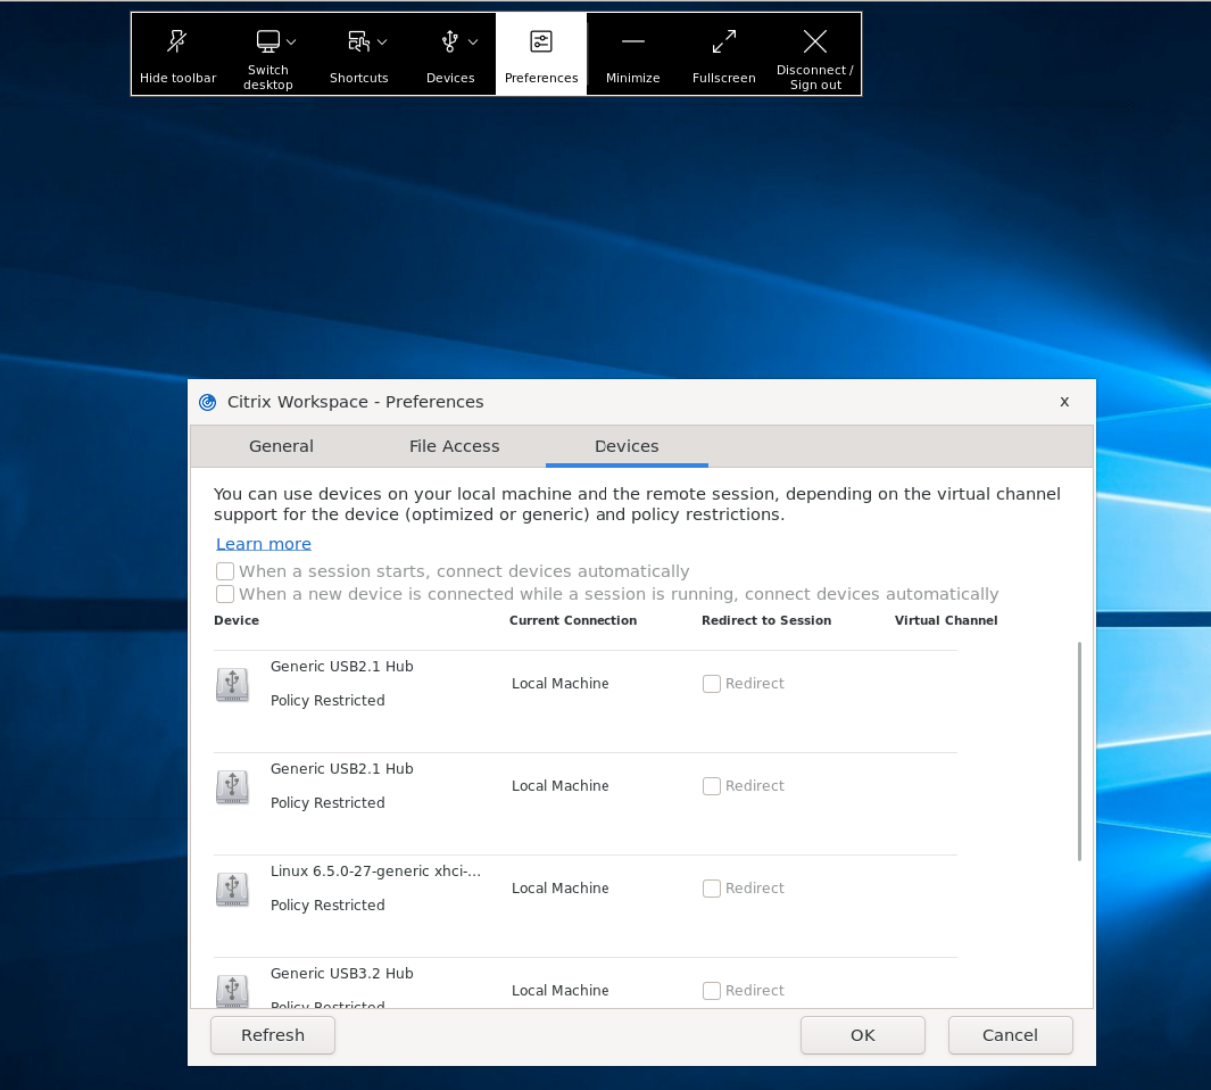 Hide toolbar
Switch
desktop
Shortcuts
Devices
Preferences
Minimize
Fullscreen
Disconnect /
Sign out
Citrix Workspace - Preferences
x
General
File Access
Devices
You can use devices on your local machine and the remote session, depending on the virtual channel
support for the device (optimized or generic) and policy restrictions.
Learn more
When a session starts, connect devices automatically
When a new device is connected while a session is running, connect devices automatically
Device Current Connection Redirect to Session Virtual Channel
Generic USB2.1 Hub
Policy Restricted
Local Machine
Redirect
Generic USB2.1 Hub
Policy Restricted
Local Machine
Redirect
Linux 6.5.0-27-generic xhci-...
Policy Restricted
Local Machine
Redirect
Generic USB3.2 Hub
Policy Restricted
Local Machine
Redirect
Refresh
OK
Cancel